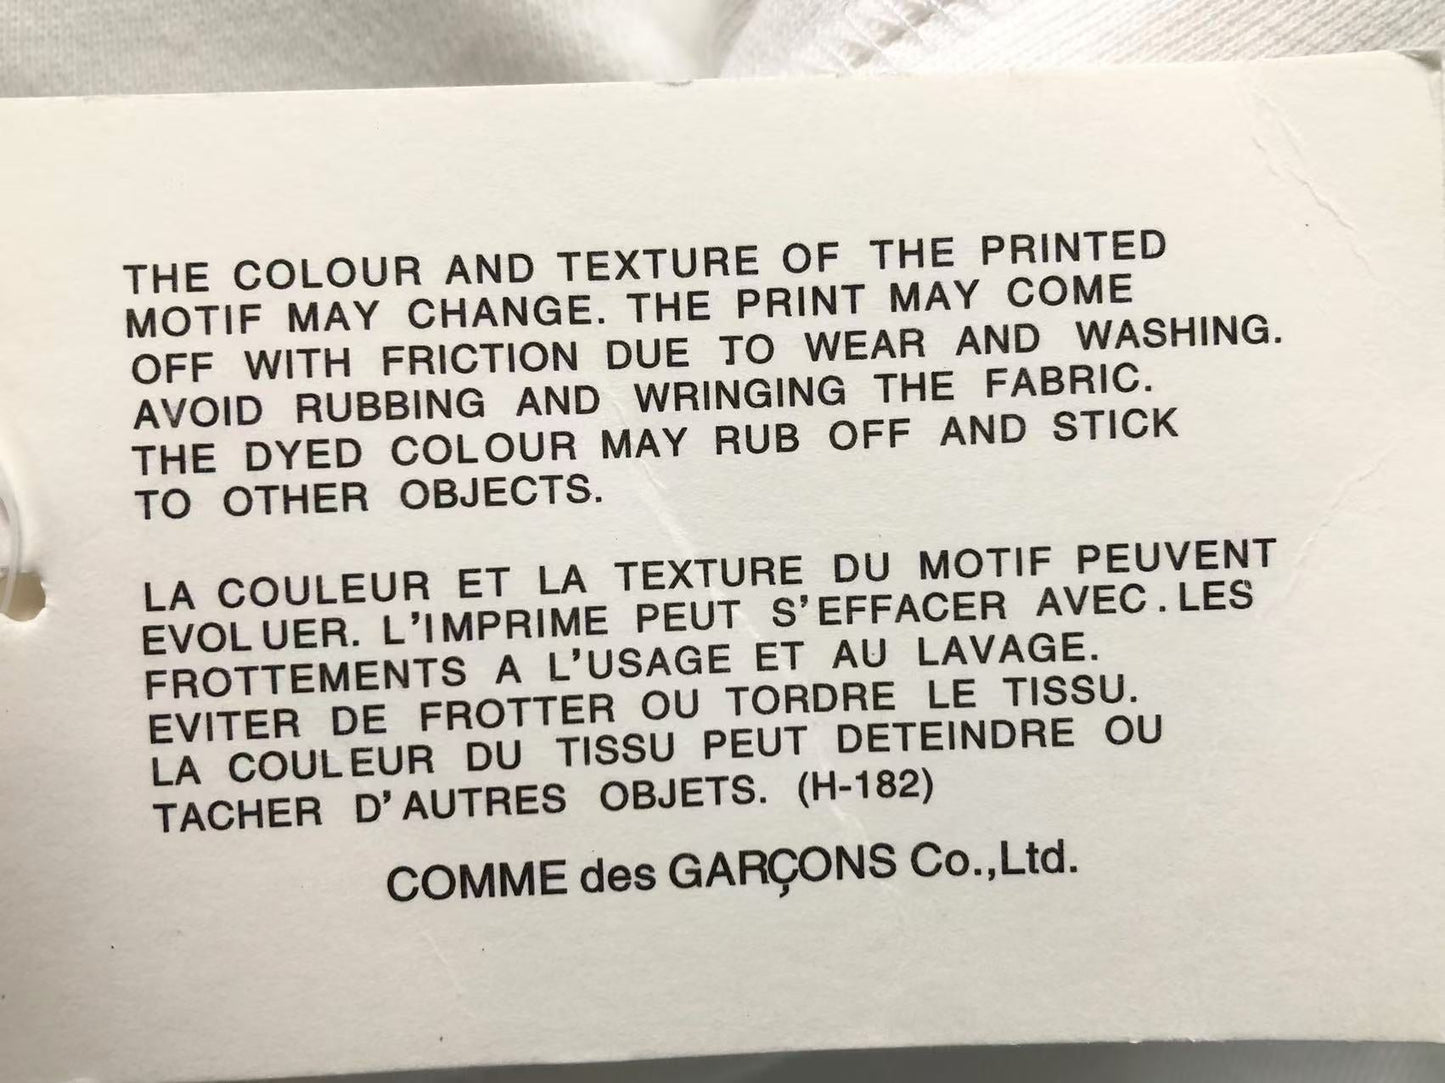 THE COLOUR AND TEXTURE OF THE PRINTED
MOTIF MAY CHANGE. THE PRINT MAY COME
OFF WITH FRICTION DUE TO WEAR AND WASHING.
AVOID RUBBING AND WRINGING THE FABRIC.
THE DYED COLOUR MAY RUB OFF AND STICK
TO OTHER OBJECTS.
LA COULEUR ET LA TEXTURE DU MOTIF PEUVENT
EVOLUER. L'IMPRIME PEUT S'EFFACER AVEC.LES
FROTTEMENTS A L'USAGE ET AU LAVAGE.
EVITER DE FROTTER OU TORDRE LE TISSU.
LA COULEUR DU TISSU PEUT DETEINDRE OU
TACHER D'AUTRES OBJETS. (H-182)
COMME des GARÇONS Co.,Ltd.